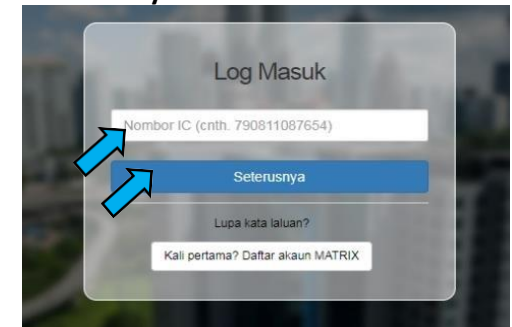 Log Masuk
Nombor IC (cnth. 790811087654)
Seterusnya
Lupa kata laluan?
Kali pertama? Daftar akaun MATRIX